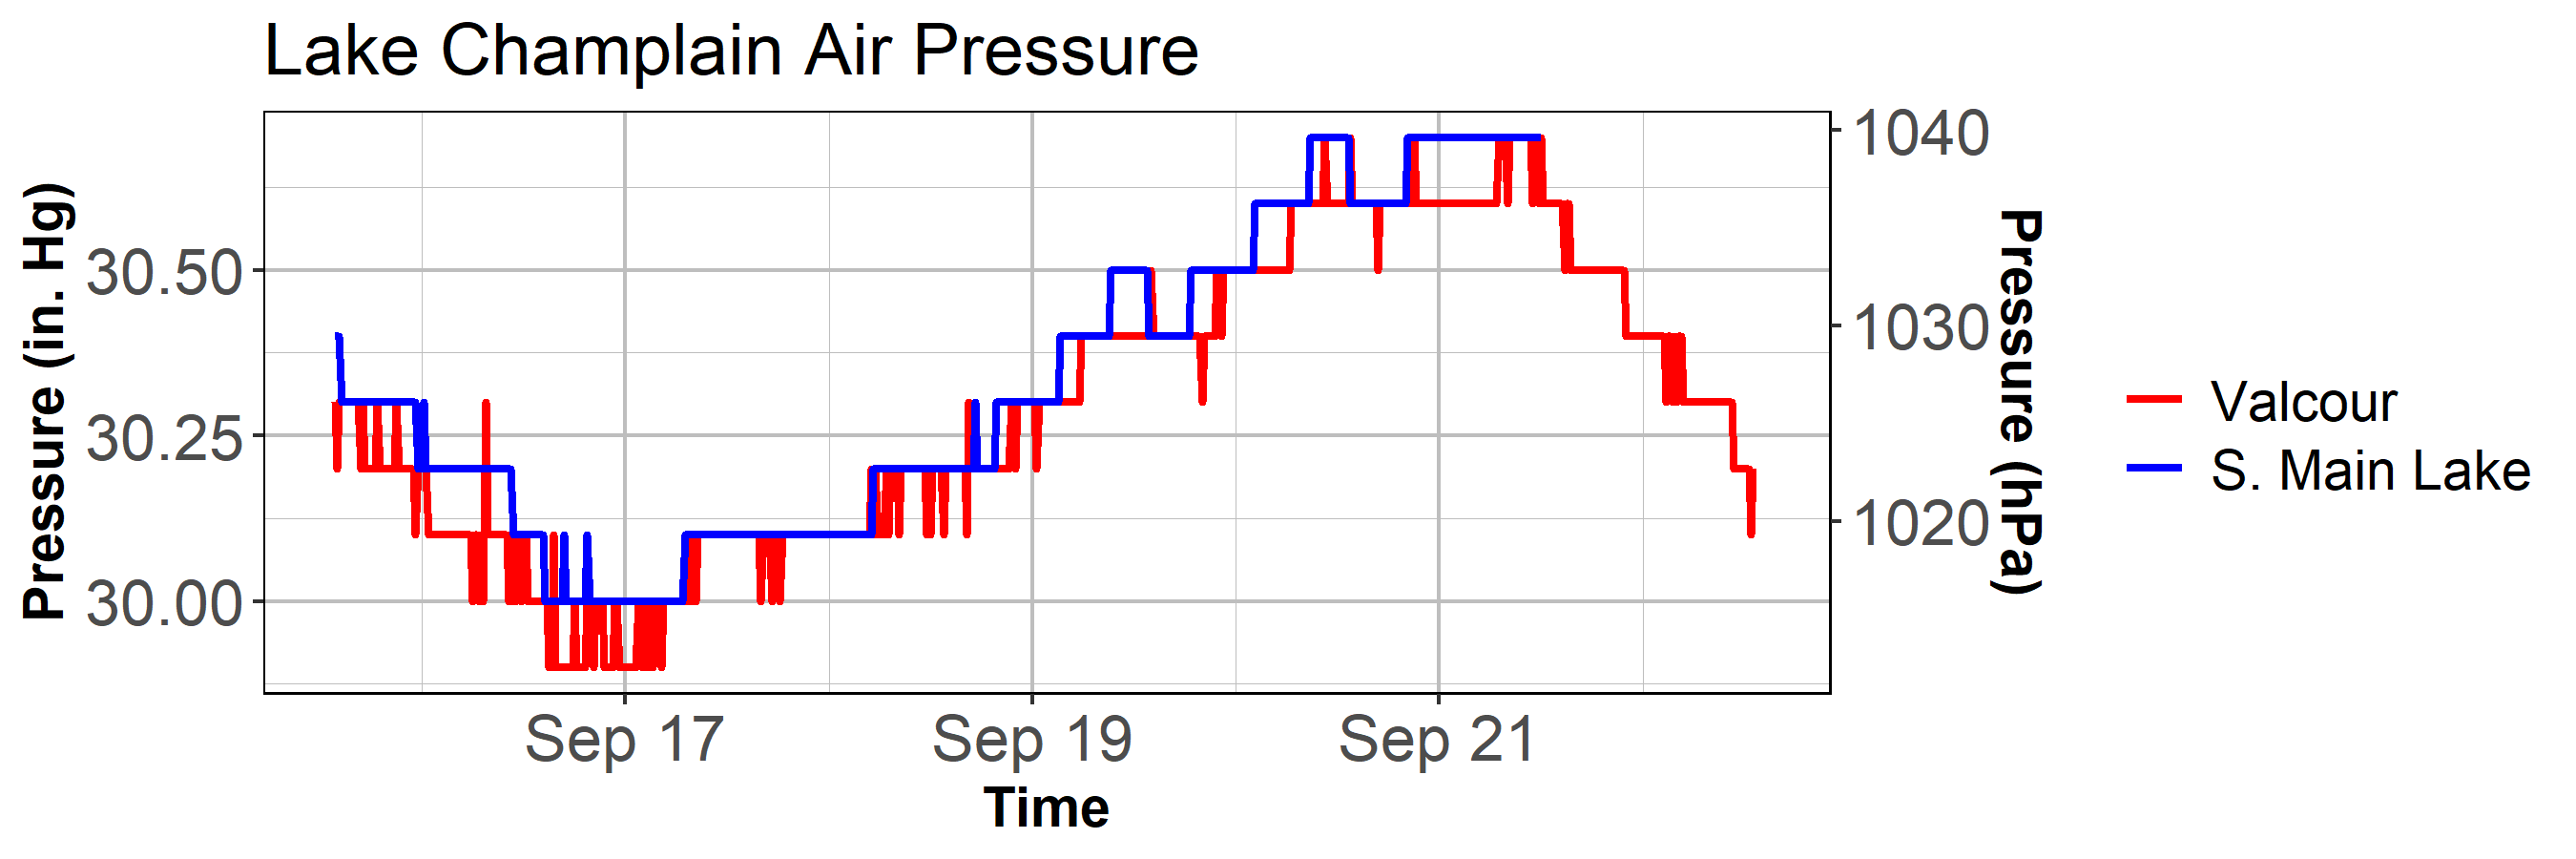 Lake Champlain Air Pressure
Pressure (in. Hg)
30.50
30.25
30.00
1040
1030
1020
Pressure (hPa)
Sep 17
Sep 19
Sep 21
Time
Valcour
S. Main Lake